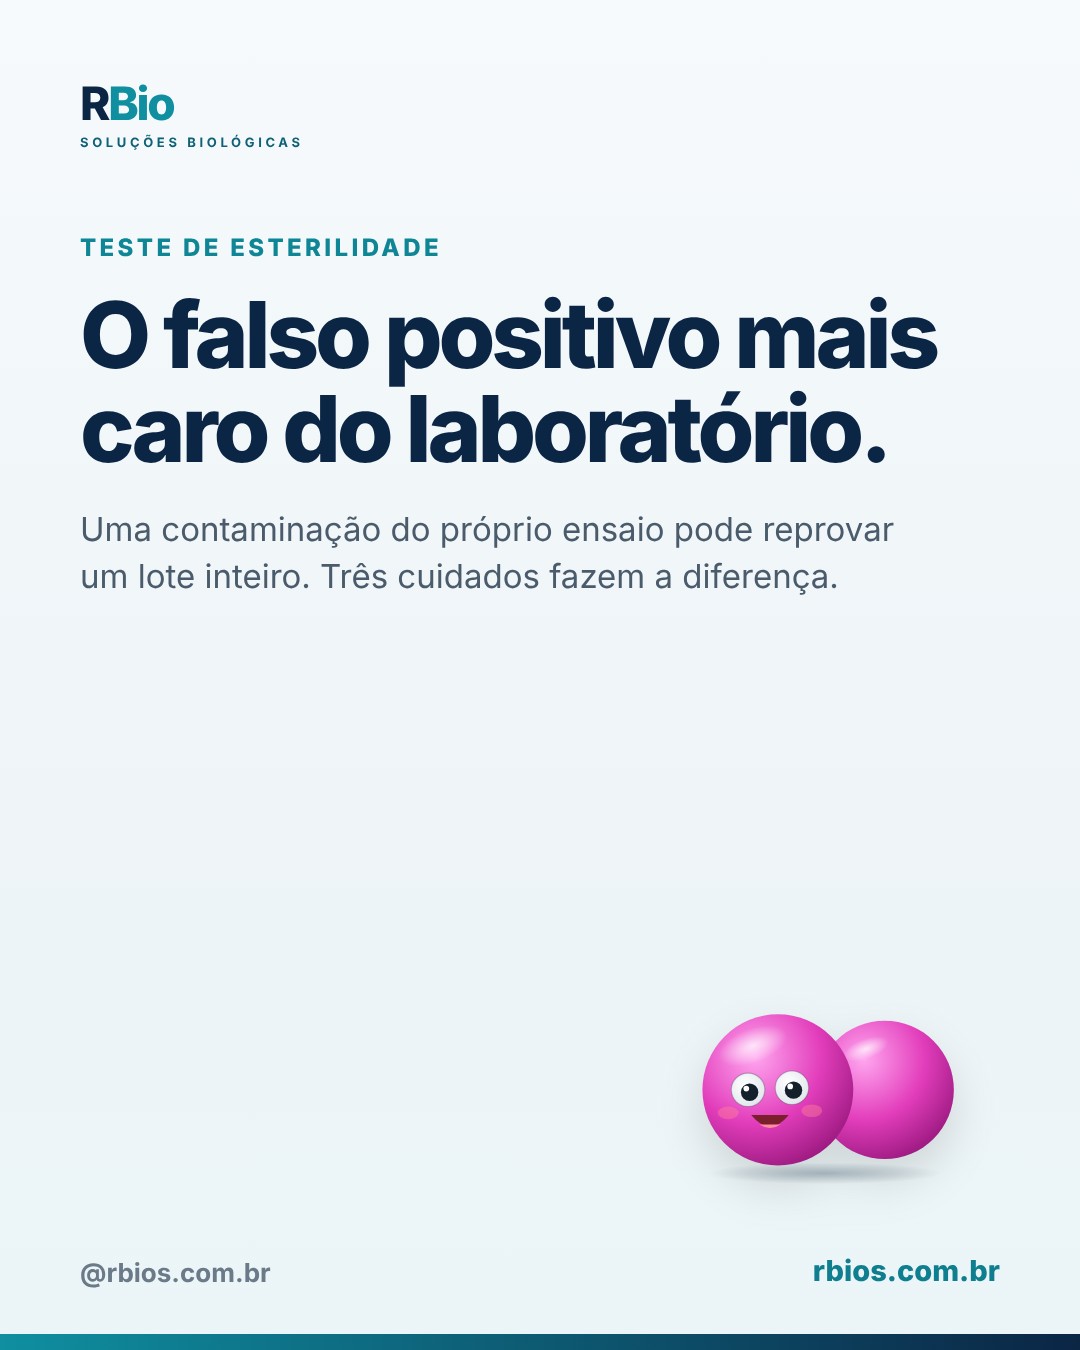 RBio
SOLUÇÕES BIOLÓGICAS
TESTE DE ESTERILIDADE
O falso positivo mais
caro do laboratório.
Uma contaminação do próprio ensaio pode reprovar
um lote inteiro. Três cuidados fazem a diferença.
@rbios.com.br
rbios.com.br